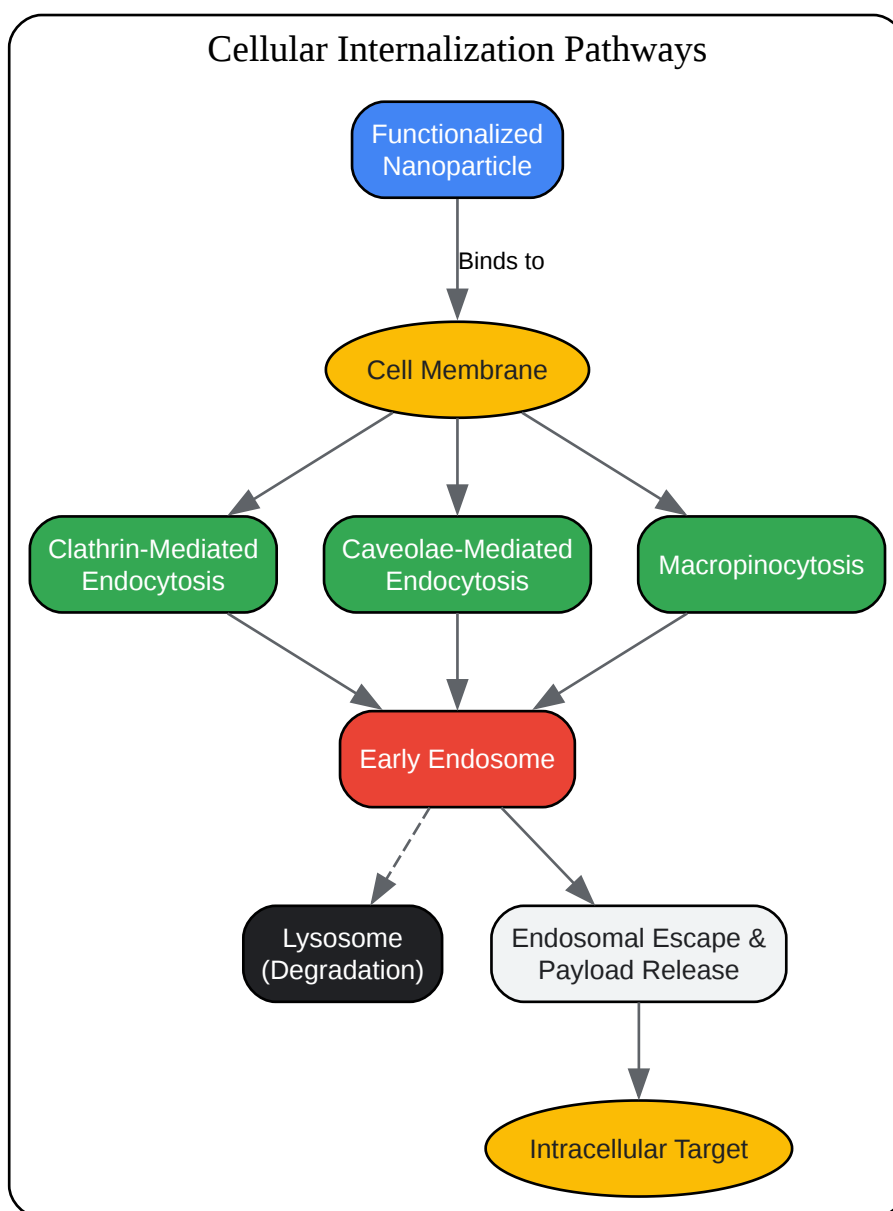 Cellular Internalization Pathways
Functionalized
Nanoparticle
Binds to
Cell Membrane
Clathrin-Mediated
Endocytosis
Caveolae-Mediated
Endocytosis
Macropinocytosis
Early Endosome
Lysosome
(Degradation)
Endosomal Escape &
Payload Release
Intracellular Target